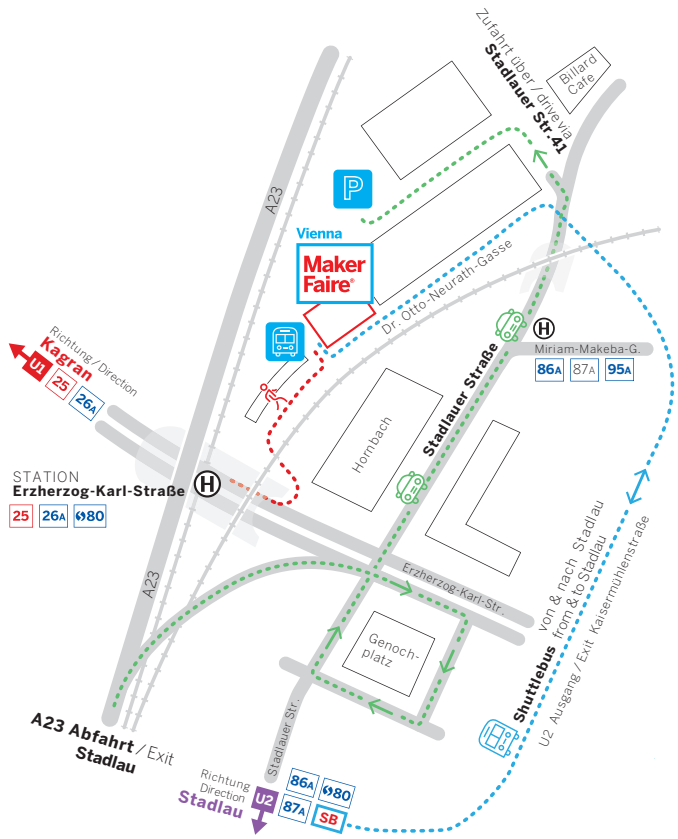 Zufahrt über / drive via
Stadlauer Str.41
Billard
Cafe
A23
P
Vienna
Maker
Faire®
Dr. Otto-Neurath-Gasse
H
Miriam-Makeba-G.
86A 87A 95A
Richtung / Direction
Kagran
U1 25 26A
Stadlauer Straße
Hornbach
STATION
Erzherzog-Karl-Straße
H
25 26A S80
A23
Erzherzog-Karl-Str.
Genoch-
platz
von & nach Stadlau
Shuttlebus from & to Stadlau
U2 Ausgang / Exit Kaisermühlenstraße
A23 Abfahrt / Exit
Stadlau
Stadlauer Str.
Richtung
Direction
Stadlau
U2
86A S80
87A SB